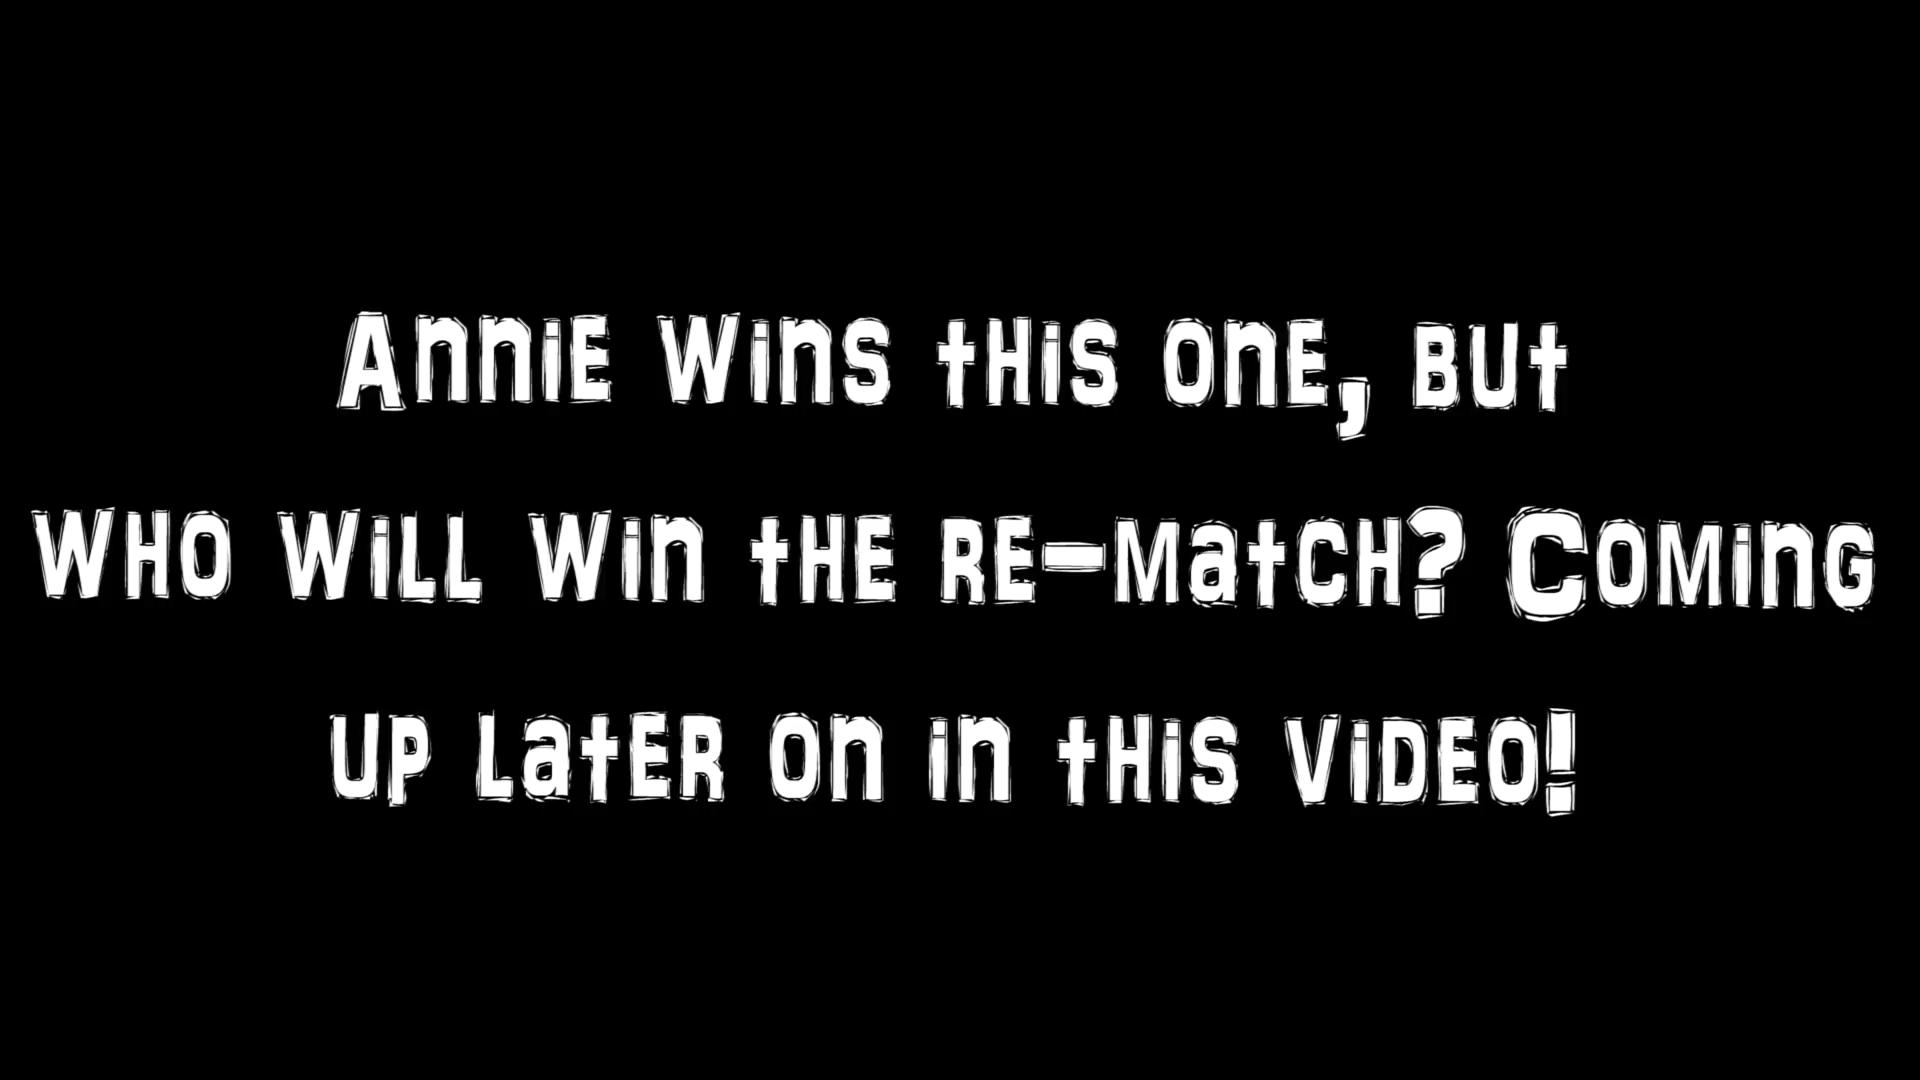 Annie wins this one, but
who will win the re-match? Coming
up later on in this video!